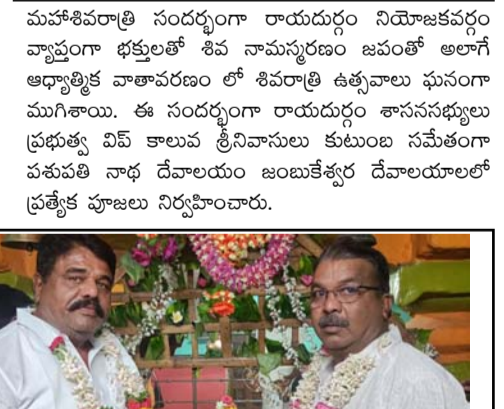 మహాశివరాత్రి సందర్భంగా రాయదుర్గం నియోజకవర్గం
వ్యాప్తంగా భక్తులతో శివ నామస్మరణం జపంతో అలాగే
ఆధ్యాత్మిక వాతావరణం లో శివరాత్రి ఉత్సవాలు ఘనంగా
ముగిశాయి. ఈ సందర్భంగా రాయదుర్గం శాసనసభ్యులు
ప్రభుత్వ విప్ కాలువ శ్రీనివాసులు కుటుంబ సమేతంగా
పశుపతి నాథ దేవాలయం జంబుకేశ్వర దేవాలయాలలో
ప్రత్యేక పూజలు నిర్వహించారు.